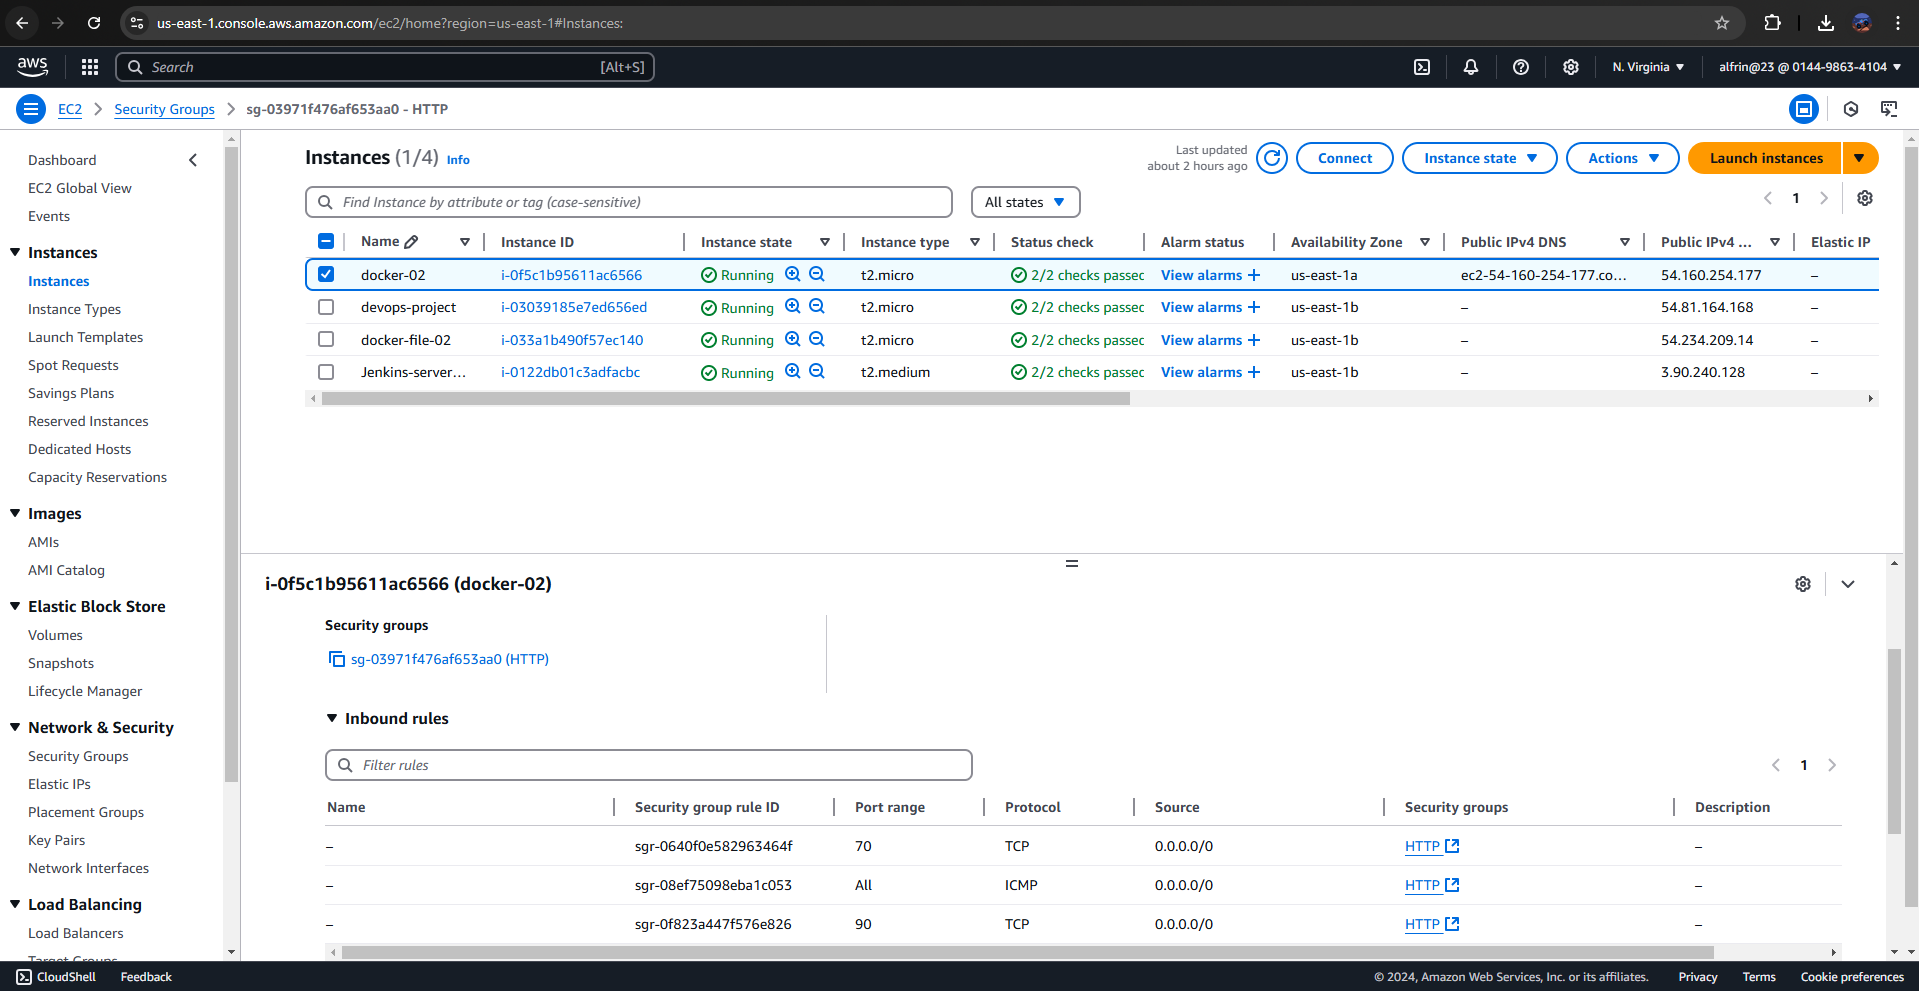 us-east-1.console.aws.amazon.com/ec2/home?region=us-east-1#Instances:
aws
Search
[Alt+S]
N. Virginia
alfrin@23 @ 0144-9863-4104
EC2
Security Groups
sg-03971f476af653aa0 - HTTP
Dashboard
EC2 Global View
Events
Instances
Instances
Instance Types
Launch Templates
Spot Requests
Savings Plans
Reserved Instances
Dedicated Hosts
Capacity Reservations
Images
AMIs
AMI Catalog
Elastic Block Store
Volumes
Snapshots
Lifecycle Manager
Network & Security
Security Groups
Elastic IPs
Placement Groups
Key Pairs
Network Interfaces
Load Balancing
Load Balancers
Target Groups
Instances (1/4) Info
Last updated
about 2 hours ago
Connect
Instance state
Actions
Launch instances
Find Instance by attribute or tag (case-sensitive)
All states
1
Name Instance ID Instance state Instance type Status check Alarm status Availability Zone Public IPv4 DNS Public IPv4 ... Elastic IP
docker-02 i-0f5c1b95611ac6566 Running t2.micro 2/2 checks passec View alarms + us-east-1a ec2-54-160-254-177.co... 54.160.254.177 –
devops-project i-03039185e7ed656ed Running t2.micro 2/2 checks passec View alarms + us-east-1b – 54.81.164.168 –
docker-file-02 i-033a1b490f57ec140 Running t2.micro 2/2 checks passec View alarms + us-east-1b – 54.234.209.14 –
Jenkins-server... i-0122db01c3adfacbc Running t2.medium 2/2 checks passec View alarms + us-east-1b – 3.90.240.128 –
i-0f5c1b95611ac6566 (docker-02)
Security groups
sg-03971f476af653aa0 (HTTP)
Inbound rules
Filter rules
1
Name Security group rule ID Port range Protocol Source Security groups Description
– sgr-0640f0e582963464f 70 TCP 0.0.0.0/0 HTTP –
– sgr-08ef75098eba1c053 All ICMP 0.0.0.0/0 HTTP –
– sgr-0f823a447f576e826 90 TCP 0.0.0.0/0 HTTP –
CloudShell
Feedback
© 2024, Amazon Web Services, Inc. or its affiliates.
Privacy
Terms
Cookie preferences